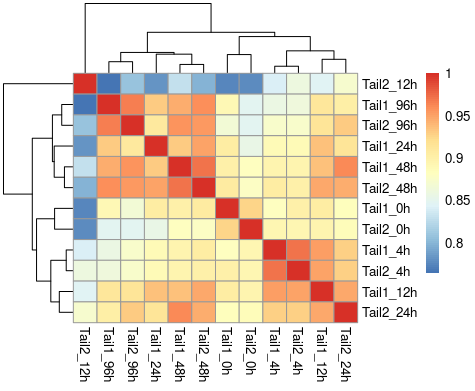 1
0.95
0.9
0.85
0.8
Tail2_12h
Tail1_96h
Tail2_96h
Tail1_24h
Tail1_48h
Tail2_48h
Tail1_0h
Tail2_0h
Tail1_4h
Tail2_4h
Tail1_12h
Tail2_24h
Tail2_12h
Tail1_96h
Tail2_96h
Tail1_24h
Tail1_48h
Tail2_48h
Tail1_0h
Tail2_0h
Tail1_4h
Tail2_4h
Tail1_12h
Tail2_24h